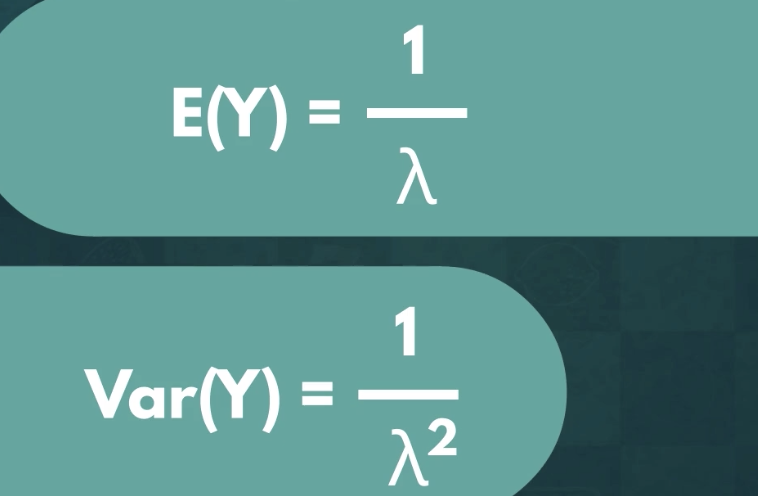 E(Y) = 1/λ
Var(Y) = 1/λ²